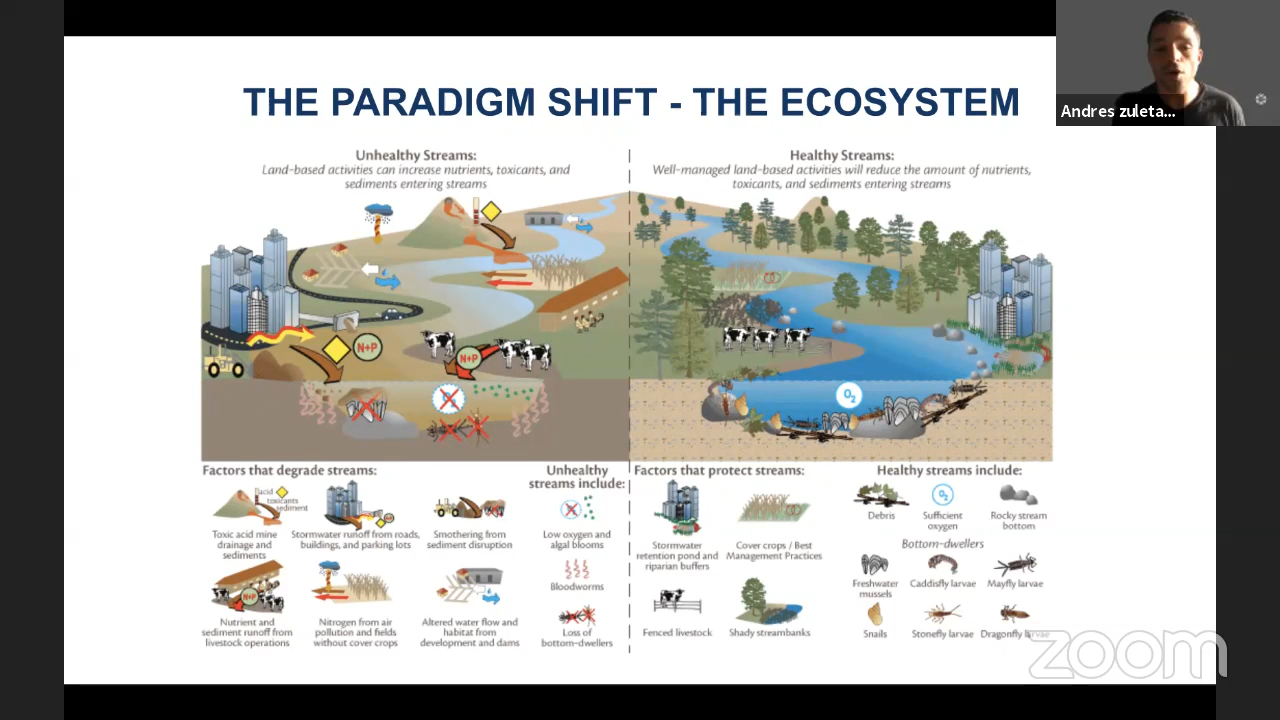 THE PARADIGM SHIFT - THE ECOSYSTEM
Andres zuleta...
Unhealthy Streams:
Land-based activities can increase nutrients, toxicants, and
sediments entering streams
Healthy Streams:
Well-managed land-based activities will reduce the amount of nutrients,
toxicants, and sediments entering streams
N+P
N+P
O2
O2
Factors that degrade streams:
acid
toxicants
sediment
Toxic acid mine
drainage and
sediments
Stormwater runoff from roads,
buildings, and parking lots
Smothering from
sediment disruption
N+P
Nutrient and
sediment runoff from
livestock operations
Nitrogen from air
pollution and fields
without cover crops
Altered water flow and
habitat from
development and dams
Unhealthy
streams include:
Low oxygen and
algal blooms
Bloodworms
Loss of
bottom-dwellers
Factors that protect streams:
Stormwater
retention pond and
riparian buffers
Cover crops / Best
Management Practices
Fenced livestock
Shady streambanks
Healthy streams include:
Debris
O2
Sufficient
oxygen
Rocky stream
bottom
Bottom-dwellers
Freshwater
mussels
Caddisfly larvae
Mayfly larvae
Snails
Stonefly larvae
Dragonfly larvae
zoom